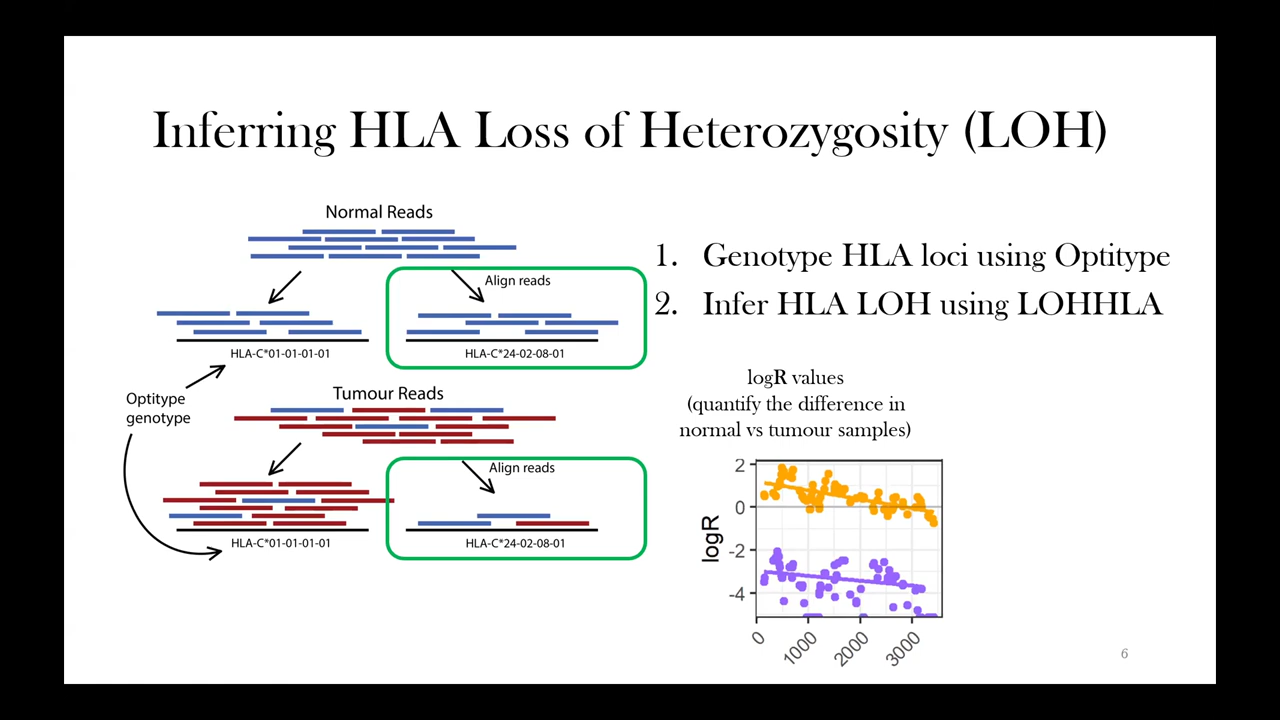 Inferring HLA Loss of Heterozygosity (LOH)
Normal Reads
Align reads
HLA-C*01-01-01-01
HLA-C*24-02-08-01
Optitype
genotype
Tumour Reads
Align reads
HLA-C*01-01-01-01
HLA-C*24-02-08-01
1. Genotype HLA loci using Optitype
2. Infer HLA LOH using LOHHLA
logR values
(quantify the difference in
normal vs tumour samples)
logR
2
0
-2
-4
0
1000
2000
3000
6